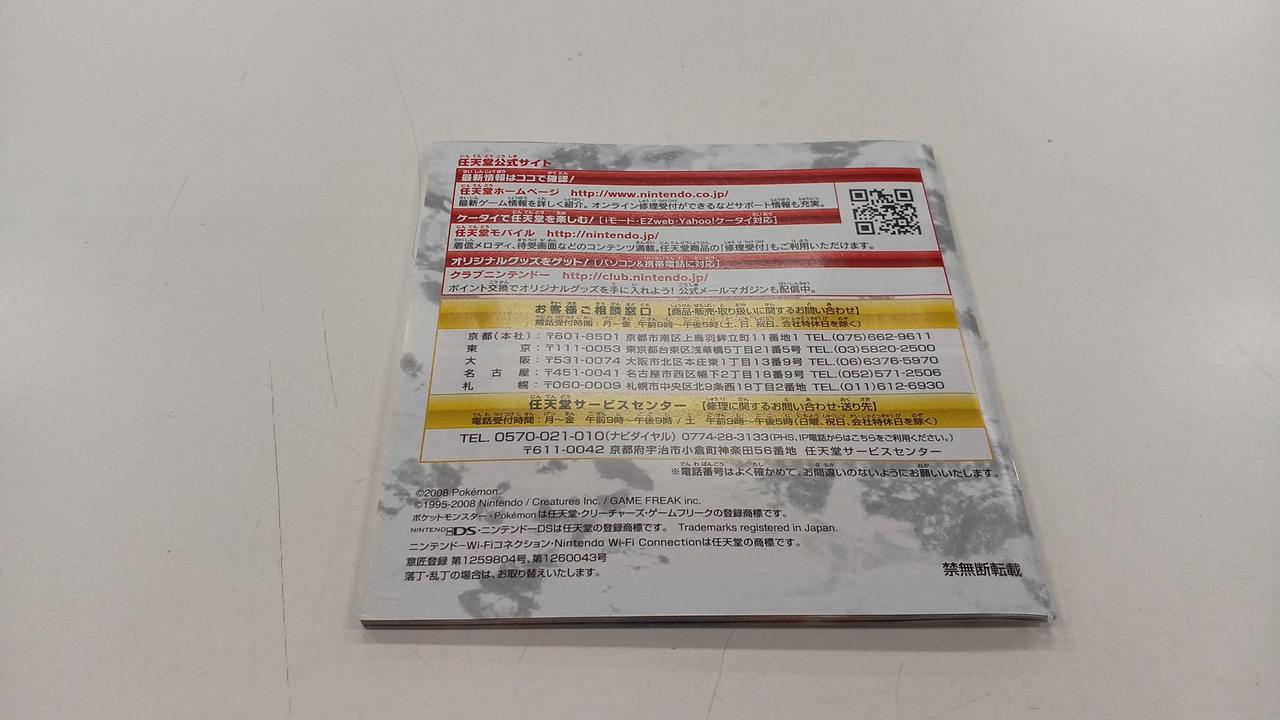 任天堂公式サイト
最新情報はココで確認!
任天堂ホームページ http://www.nintendo.co.jp/
最新ゲーム情報を詳しく紹介。オンライン修理受付ができるなどサポート情報も充実。
ケータイで任天堂を楽しむ! [iモード・EZweb・Yahoo!ケータイ対応]
任天堂モバイル http://nintendo.jp/
着信メロディ、待受画面などのコンテンツ満載。任天堂商品の「修理受付」もご利用いただけます。
オリジナルグッズをゲット! [パソコン&携帯電話に対応]
クラブニンテンドー http://club.nintendo.jp/
ポイント交換でオリジナルグッズを手に入れよう! 公式メールマガジンも配信中。
お客様ご相談窓口 【商品・販売・取り扱いに関するお問い合わせ】
電話受付時間:月~金 午前9時~午後5時(土、日、祝日、会社特休日を除く)
京都(本社):〒601-8501 京都市南区上鳥羽鉾立町11番地1 TEL.(075)662-9611
東京:〒111-0053 東京都台東区浅草橋5丁目21番5号 TEL.(03)5820-2500
大阪:〒531-0074 大阪市北区本庄東1丁目13番9号 TEL.(06)6376-5970
名古屋:〒451-0041 名古屋市西区幅下2丁目18番9号 TEL.(052)571-2506
札幌:〒060-0009 札幌市中央区北9条西18丁目2番地 TEL.(011)612-6930
任天堂サービスセンター 【修理に関するお問い合わせ・送り先】
電話受付時間:月~金 午前9時~午後9時/土 午前9時~午後5時(日曜、祝日、会社特休日を除く)
TEL. 0570-021-010(ナビダイヤル) 0774-28-3133(PHS、IP電話からはこちらをご利用ください。)
〒611-0042 京都府宇治市小倉町神楽田56番地 任天堂サービスセンター
※電話番号はよく確かめて、お間違いのないようにお願いいたします。
©2008 Pokémon.
©1995-2008 Nintendo / Creatures Inc. / GAME FREAK inc.
ポケットモンスター・Pokémonは任天堂・クリーチャーズ・ゲームフリークの登録商標です。
NINTENDO DS・ニンテンドーDSは任天堂の登録商標です。 Trademarks registered in Japan.
ニンテンドーWi-Fiコネクション・Nintendo Wi-Fi Connectionは任天堂の商標です。
意匠登録 第1259804号、第1260043号
落丁・乱丁の場合は、お取り替えいたします。
禁無断転載